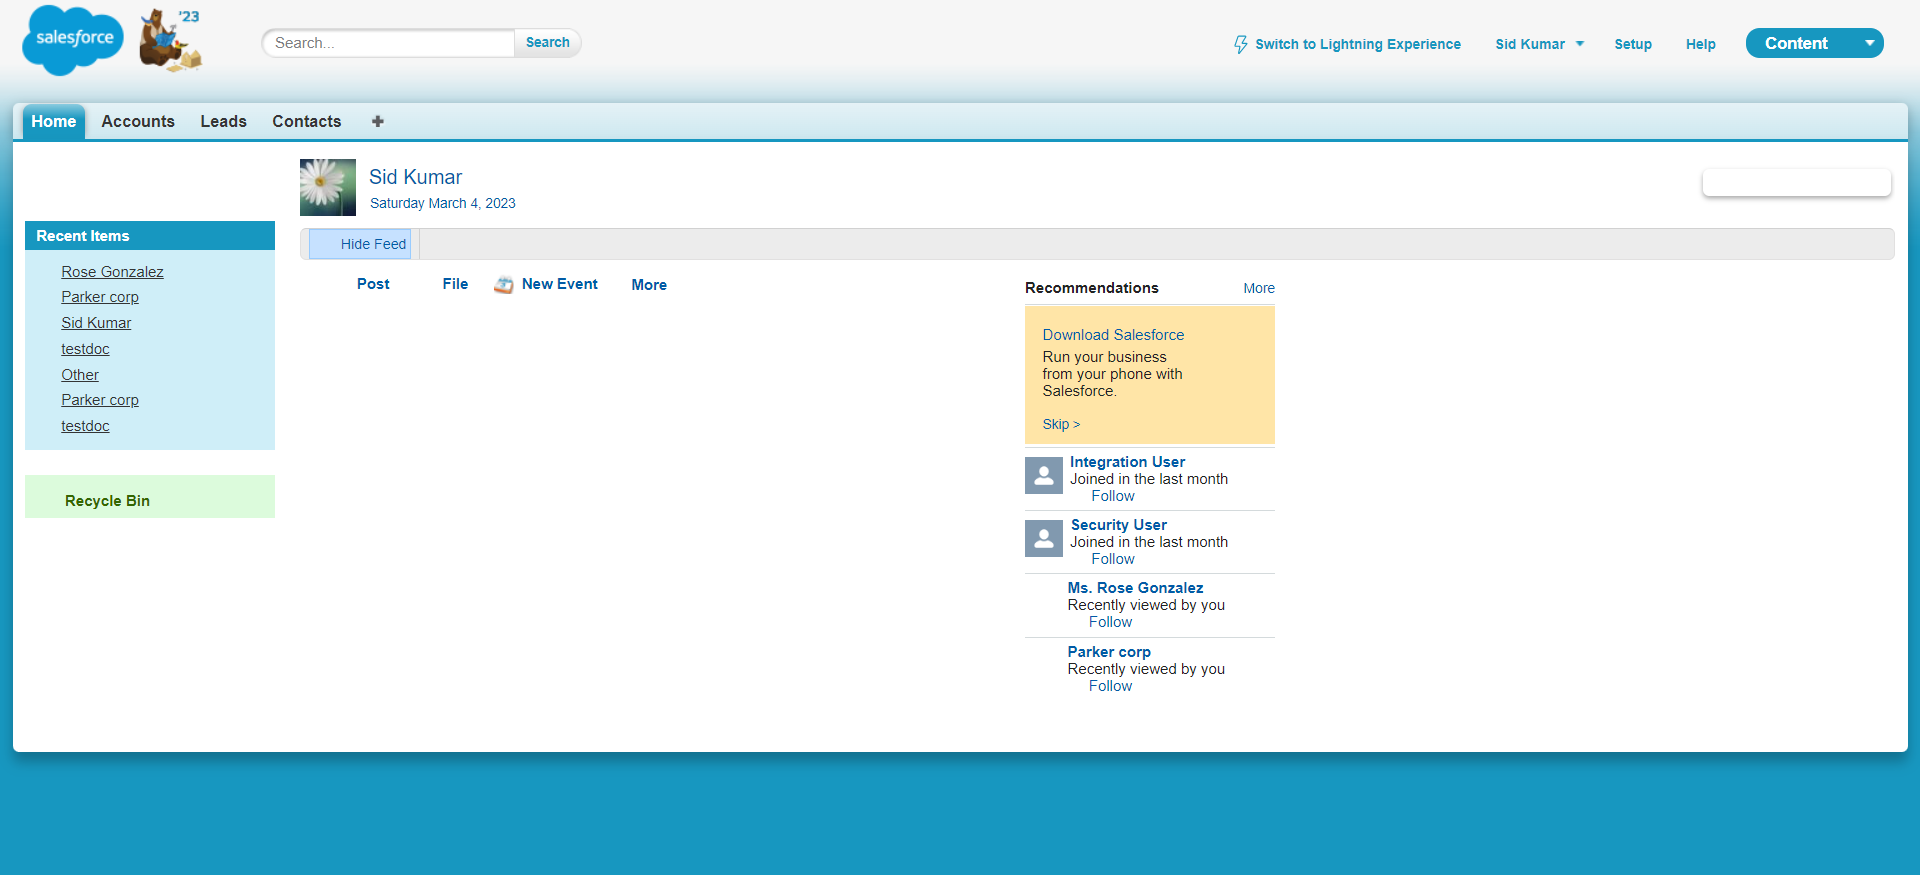 salesforce
'23
Search...
Search
Switch to Lightning Experience
Sid Kumar
Setup
Help
Content
Home
Accounts
Leads
Contacts
Sid Kumar
Saturday March 4, 2023
Recent Items
Rose Gonzalez
Parker corp
Sid Kumar
testdoc
Other
Parker corp
testdoc
Recycle Bin
Hide Feed
Post
File
New Event
More
Recommendations
More
Download Salesforce
Run your business
from your phone with
Salesforce.
Skip >
Integration User
Joined in the last month
Follow
Security User
Joined in the last month
Follow
Ms. Rose Gonzalez
Recently viewed by you
Follow
Parker corp
Recently viewed by you
Follow